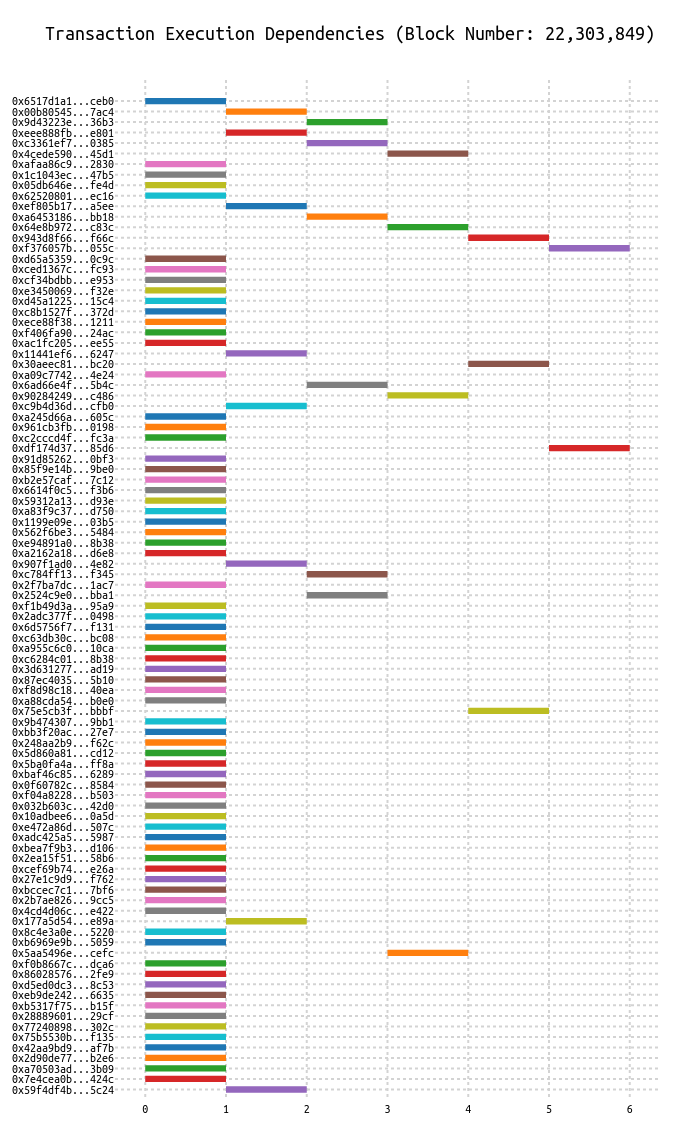 Transaction Execution Dependencies (Block Number: 22,303,849)
0x6517d1a1...ceb0
0x00b80545...7ac4
0x9d43223e...36b3
0xeee888fb...e801
0xc3361ef7...0385
0x4cede590...45d1
0xafaa86c9...2830
0x1c1043ec...47b5
0x05db646e...fe4d
0x62520801...ec16
0xef805b17...a5ee
0xa6453186...bb18
0x64e8b972...c83c
0x943d8f66...f66c
0xf376057b...055c
0xd65a5359...0c9c
0xced1367c...fc93
0xcf34bdbb...e953
0xe3450069...f32e
0xd45a1225...15c4
0xc8b1527f...372d
0xece88f38...1211
0xf406fa90...24ac
0xac1fc205...ee55
0x11441ef6...6247
0x30aeec81...bc20
0xa09c7742...4e24
0x6ad66e4f...5b4c
0x90284249...c486
0xc9b4d36d...cfb0
0xa245d66a...605c
0x961cb3fb...0198
0xc2cccd4f...fc3a
0xdf174d37...85d6
0x91d85262...0bf3
0x85f9e14b...9be0
0xb2e57caf...7c12
0x6614f0c5...f3b6
0x59312a13...d93e
0xa83f9c37...d750
0x1199e09e...03b5
0x562f6be3...5484
0xe94891a0...8b38
0xa2162a18...d6e8
0x907f1ad0...4e82
0xc784ff13...f345
0x2f7ba7dc...1ac7
0x2524c9e0...bba1
0xf1b49d3a...95a9
0x2adc377f...0498
0x6d5756f7...f131
0xc63db30c...bc08
0xa955c6c0...10ca
0xc6284c01...8b38
0x3d631277...ad19
0x87ec4035...5b10
0xf8d98c18...40ea
0xa88cda54...b0e0
0x75e5cb3f...bbbf
0x9b474307...9bb1
0xbb3f20ac...27e7
0x248aa2b9...f62c
0x5d860a81...cd12
0x5ba0fa4a...ff8a
0xbaf46c85...6289
0x0f60782c...8584
0xf04a8228...b503
0x032b603c...42d0
0x10adbee6...0a5d
0xe472a86d...507c
0xadc425a5...5987
0xbea7f9b3...d106
0x2ea15f51...58b6
0xcef69b74...e26a
0x27e1c9d9...f762
0xbccec7c1...7bf6
0x2b7ae826...9cc5
0x4cd4d06c...e422
0x177a5d54...e89a
0x8c4e3a0e...5220
0xb6969e9b...5059
0x5aa5496e...cefc
0xf0b8667c...dca6
0x86028576...2fe9
0xd5ed0dc3...8c53
0xeb9de242...6635
0xb5317f75...b15f
0x28889601...29cf
0x77240898...302c
0x75b5530b...f135
0x42aa9bd9...af7b
0x2d90de77...b2e6
0xa70503ad...3b09
0x7e4cea0b...424c
0x59f4df4b...5c24
0 1 2 3 4 5 6